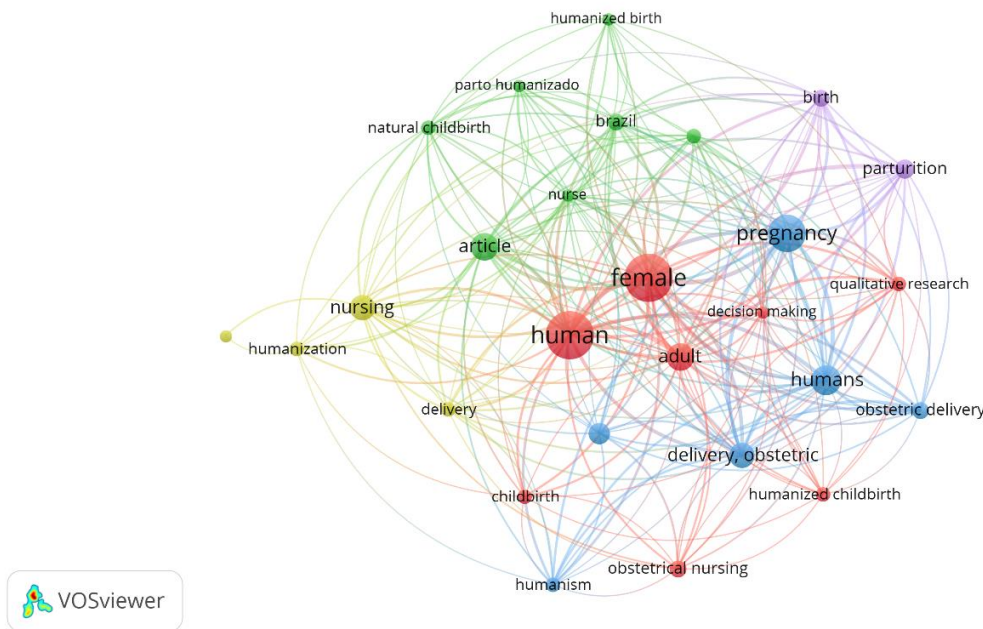 humanized birth
parto humanizado
birth
natural childbirth
brazil
parturition
nurse
pregnancy
article
female
qualitative research
nursing
decision making
human
humanization
adult
humans
delivery
obstetric delivery
delivery, obstetric
childbirth
humanized childbirth
obstetrical nursing
humanism
VOSviewer